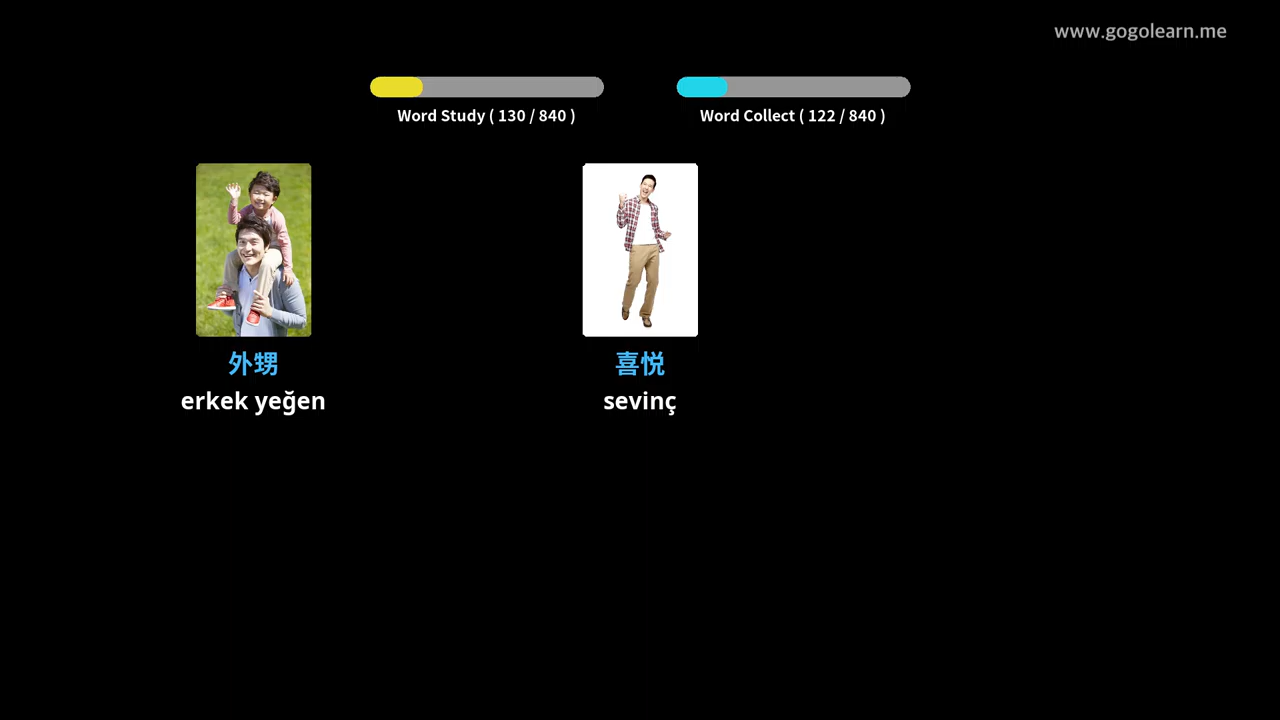 www.gogolearn.me
Word Study ( 130 / 840 )
Word Collect ( 122 / 840 )
外甥
erkek yeğen
喜悦
sevinç